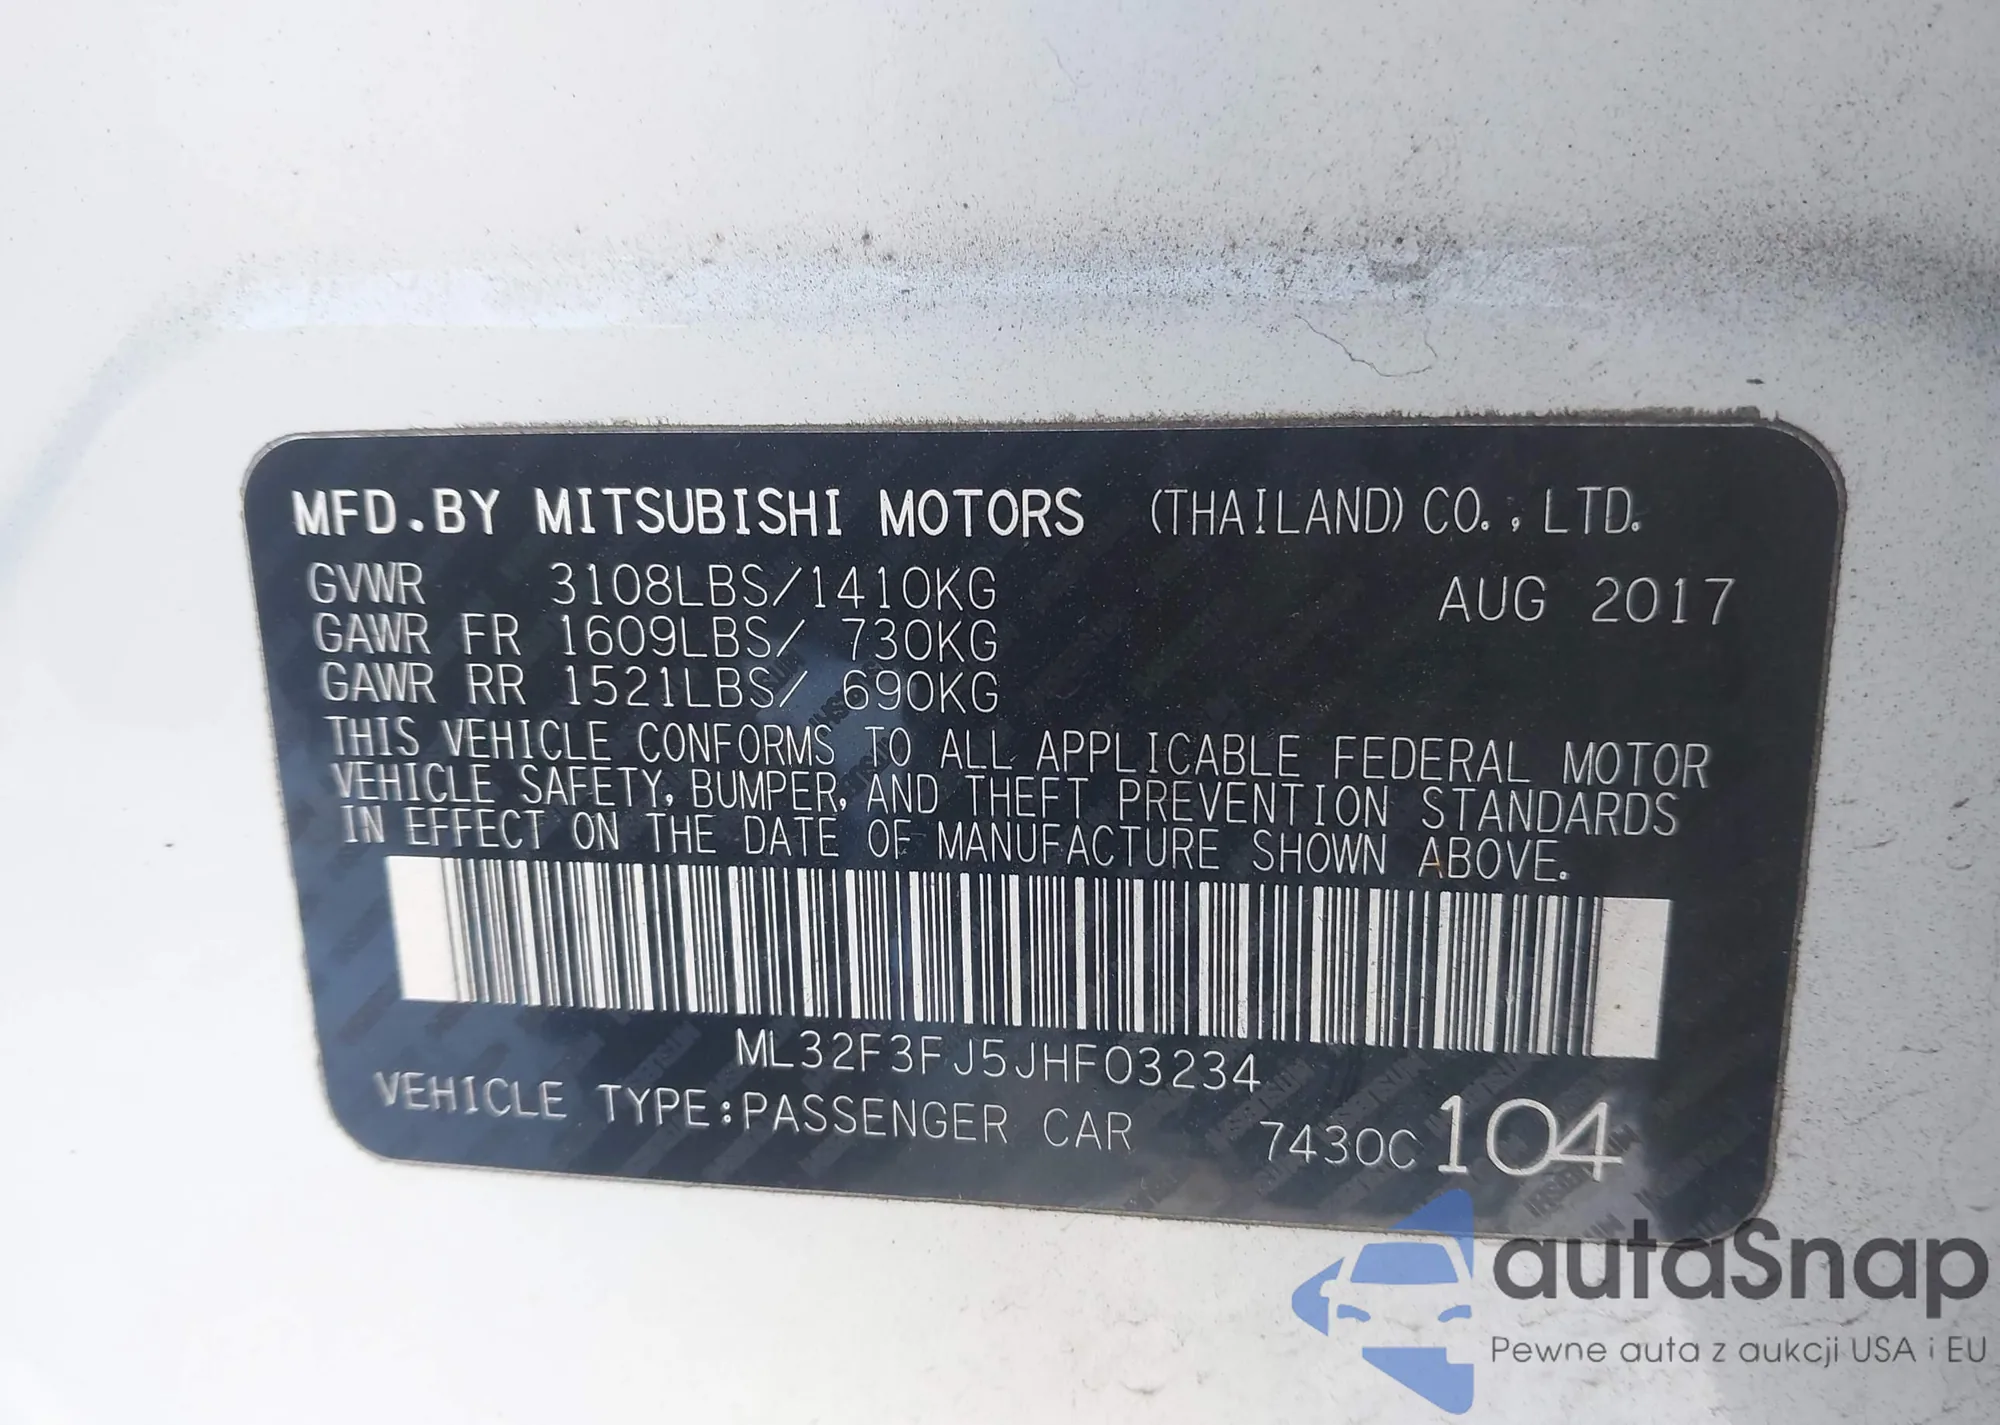 MFD.BY MITSUBISHI MOTORS (THAILAND) CO., LTD.
GVWR 3108LBS/1410KG AUG 2017
GAWR FR 1609LBS/ 730KG
GAWR RR 1521LBS/ 690KG
THIS VEHICLE CONFORMS TO ALL APPLICABLE FEDERAL MOTOR
VEHICLE SAFETY, BUMPER, AND THEFT PREVENTION STANDARDS
IN EFFECT ON THE DATE OF MANUFACTURE SHOWN ABOVE.
ML32F3FJ5JHF03234
VEHICLE TYPE:PASSENGER CAR 7430C 104
autaSnap
Pewne auta z aukcji USA i EU